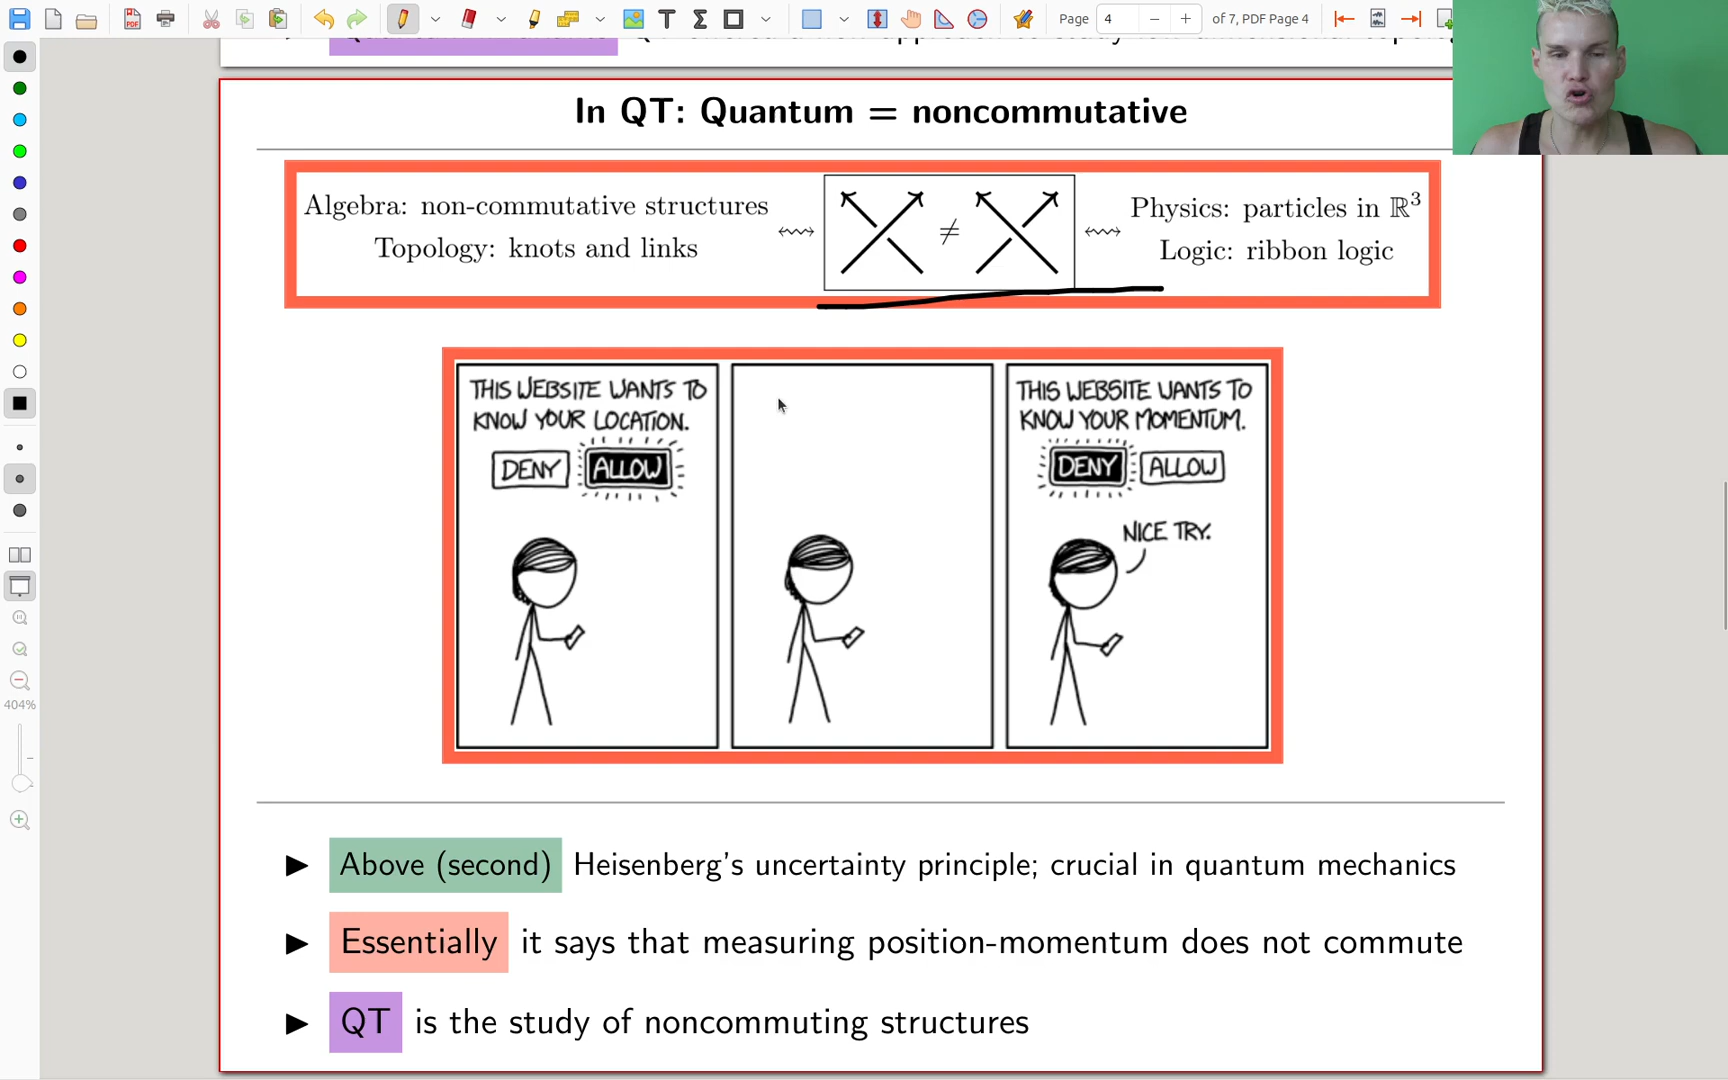 Page 4 of 7, PDF Page 4
In QT: Quantum = noncommutative
Algebra: non-commutative structures
Topology: knots and links
≠
Physics: particles in ℝ³
Logic: ribbon logic
THIS WEBSITE WANTS TO
KNOW YOUR LOCATION.
DENY ALLOW
THIS WEBSITE WANTS TO
KNOW YOUR MOMENTUM.
DENY ALLOW
NICE TRY.
404%
Above (second) Heisenberg's uncertainty principle; crucial in quantum mechanics
Essentially it says that measuring position-momentum does not commute
QT is the study of noncommuting structures